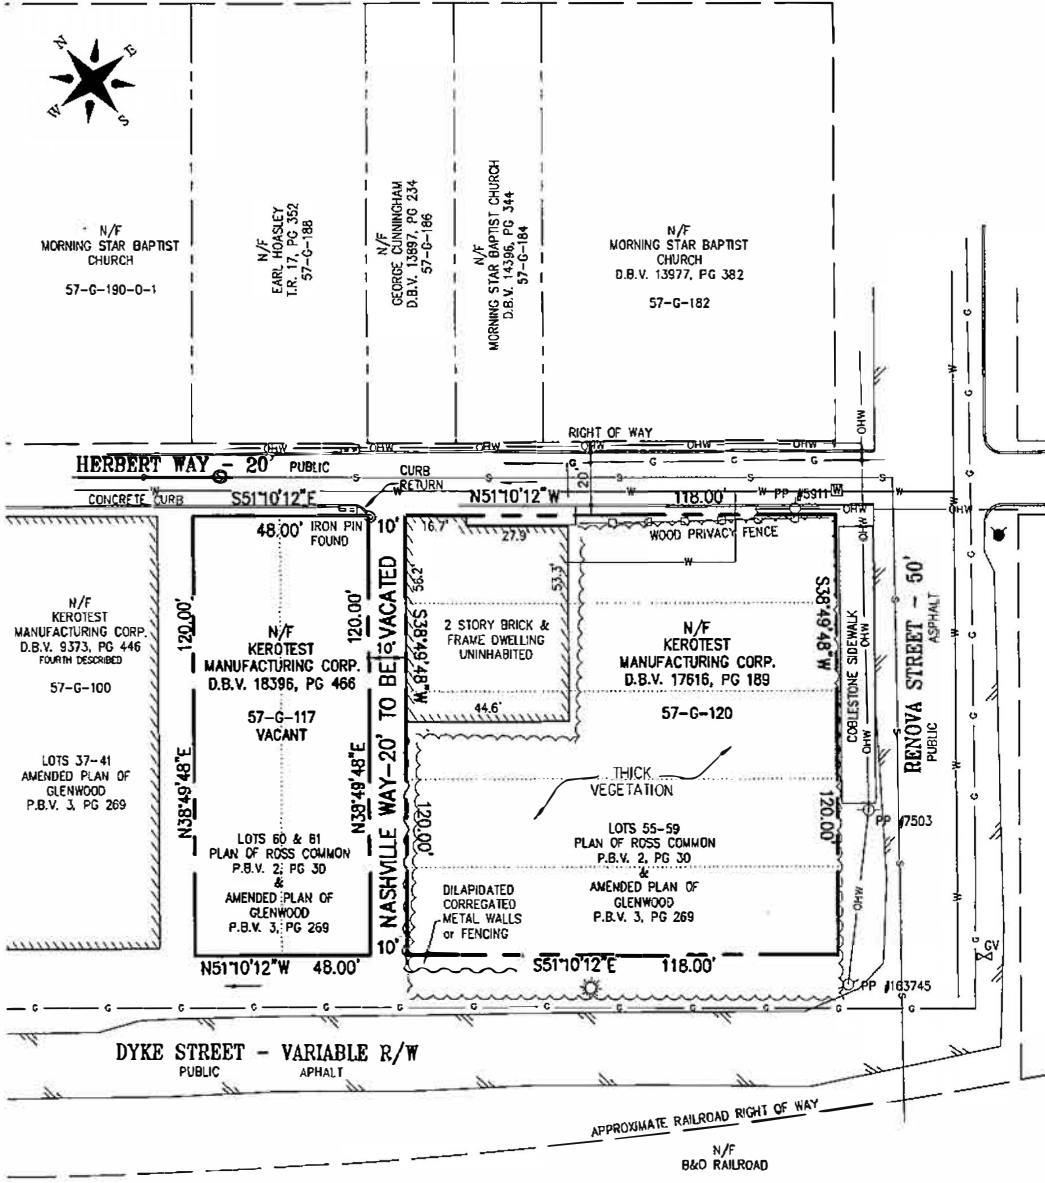 N
E
W
S
N/F
MORNING STAR BAPTIST
CHURCH
57-G-190-0-1
N/F
EARL HOASLEY
T.R. 17, PG 352
57-G-188
N/F
GEORGE CUNNINGHAM
D.B.V. 13897, PG 234
57-G-186
N/F
MORNING STAR BAPTIST CHURCH
D.B.V. 14396, PG 344
57-G-184
N/F
MORNING STAR BAPTIST
CHURCH
D.B.V. 13977, PG 382
57-G-182
RIGHT OF WAY
OHW OHW OHW OHW OHW
HERBERT WAY - 20' PUBLIC
CURB
RETURN
20'
CONCRETE CURB
S51°10'12"E
N51°10'12"W
118.00'
PP #5911 W
48.00'
IRON PIN
FOUND
10'
16.7'
27.9'
WOOD PRIVACY FENCE
56.2'
53.3'
N/F
KEROTEST
MANUFACTURING CORP.
D.B.V. 9373, PG 446
FOURTH DESCRIBED
57-G-100
LOTS 37-41
AMENDED PLAN OF
GLENWOOD
P.B.V. 3, PG 269
120.00'
N38°49'48"E
N/F
KEROTEST
MANUFACTURING CORP.
D.B.V. 18396, PG 466
57-G-117
VACANT
120.00'
N38°49'48"E
LOTS 60 & 61
PLAN OF ROSS COMMON
P.B.V. 2, PG 30
&
AMENDED PLAN OF
GLENWOOD
P.B.V. 3, PG 269
N51°10'12"W 48.00'
NASHVILLE WAY-20' TO BE VACATED
10'
10'
S38°49'48"W
120.00'
2 STORY BRICK &
FRAME DWELLING
UNINHABITED
44.6'
N/F
KEROTEST
MANUFACTURING CORP.
D.B.V. 17616, PG 189
57-G-120
THICK
VEGETATION
LOTS 55-59
PLAN OF ROSS COMMON
P.B.V. 2, PG 30
&
AMENDED PLAN OF
GLENWOOD
P.B.V. 3, PG 269
DILAPIDATED
CORREGATED
METAL WALLS
or FENCING
S51°10'12"E 118.00'
S38°49'48"W
120.00'
COBLESTONE SIDEWALK
OHW
OHW
OHW
OHW
RENOVA STREET - 50'
PUBLIC
ASPHALT
PP #7503
GV
PP #163745
DYKE STREET - VARIABLE R/W
PUBLIC APHALT
APPROXIMATE RAILROAD RIGHT OF WAY
N/F
B&O RAILROAD